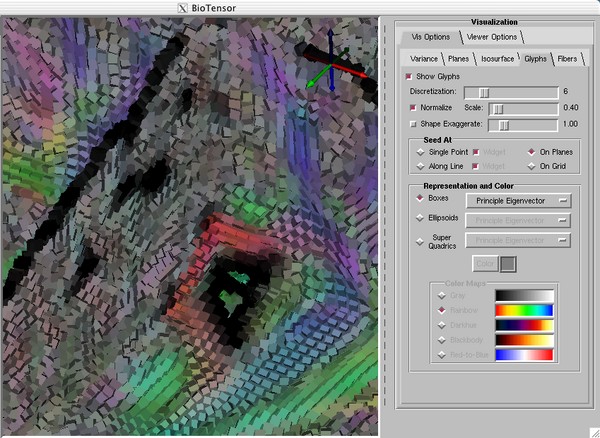 BioTensor
Visualization
Vis Options Viewer Options
Variance Planes Isosurface Glyphs Fibers
Show Glyphs
Discretization: 6
Normalize Scale: 0.40
Shape Exaggerate: 1.00
Seed At
Single Point Widget On Planes
Along Line Widget On Grid
Representation and Color
Boxes Principle Eigenvector
Ellipsoids Principle Eigenvector
Super
Quadrics Principle Eigenvector
Color
Color Maps
Gray
Rainbow
Darkhue
Blackbody
Red-to-Blue